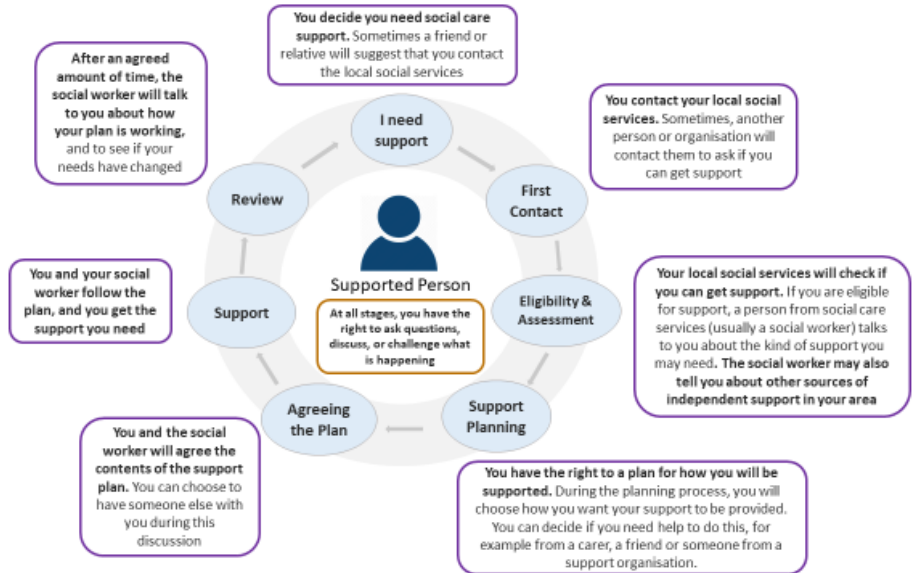 You decide you need social care
support. Sometimes a friend or
relative will suggest that you contact
the local social services
I need
support
You contact your local social
services. Sometimes, another
person or organisation will
contact them to ask if you
can get support
First
Contact
Your local social services will check if
you can get support. If you are eligible
for support, a person from social care
services (usually a social worker) talks
to you about the kind of support you
may need. The social worker may also
tell you about other sources of
independent support in your area
Eligibility &
Assessment
You have the right to a plan for how you will be
supported. During the planning process, you will
choose how you want your support to be provided.
You can decide if you need help to do this, for
example from a carer, a friend or someone from a
support organisation.
Support
Planning
You and the social
worker will agree the
contents of the support
plan. You can choose to
have someone else with
you during this
discussion
Agreeing
the Plan
You and your social
worker follow the
plan, and you get the
support you need
Support
After an agreed
amount of time, the
social worker will talk
to you about how
your plan is working,
and to see if your
needs have changed
Review
Supported Person
At all stages, you have the
right to ask questions,
discuss, or challenge what
is happening